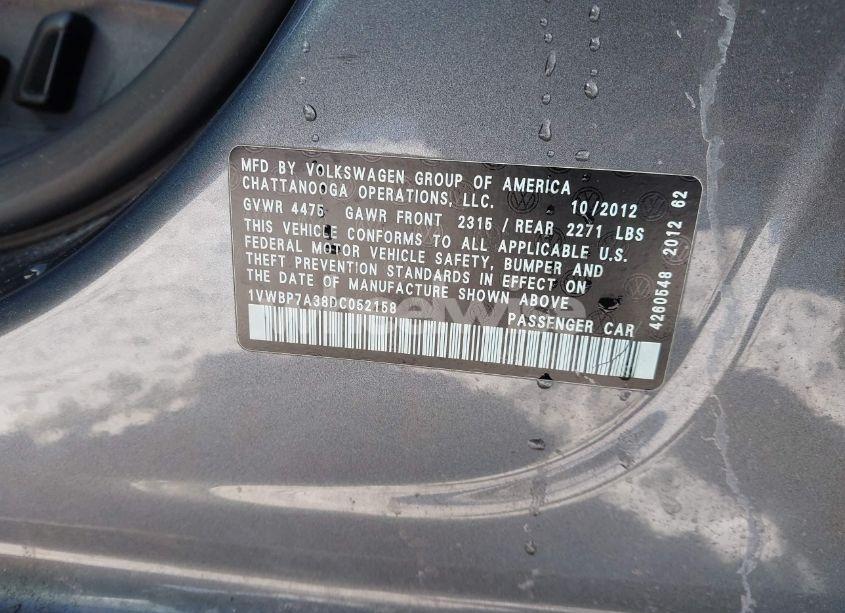 MFD BY VOLKSWAGEN GROUP OF AMERICA
CHATTANOOGA OPERATIONS, LLC. 10/2012
GVWR 4475 GAWR FRONT 2315 / REAR 2271 LBS
THIS VEHICLE CONFORMS TO ALL APPLICABLE U.S.
FEDERAL MOTOR VEHICLE SAFETY, BUMPER AND
THEFT PREVENTION STANDARDS IN EFFECT ON
THE DATE OF MANUFACTURE SHOWN ABOVE
1VWBP7A38DC052158 PASSENGER CAR
4260548 2012 62